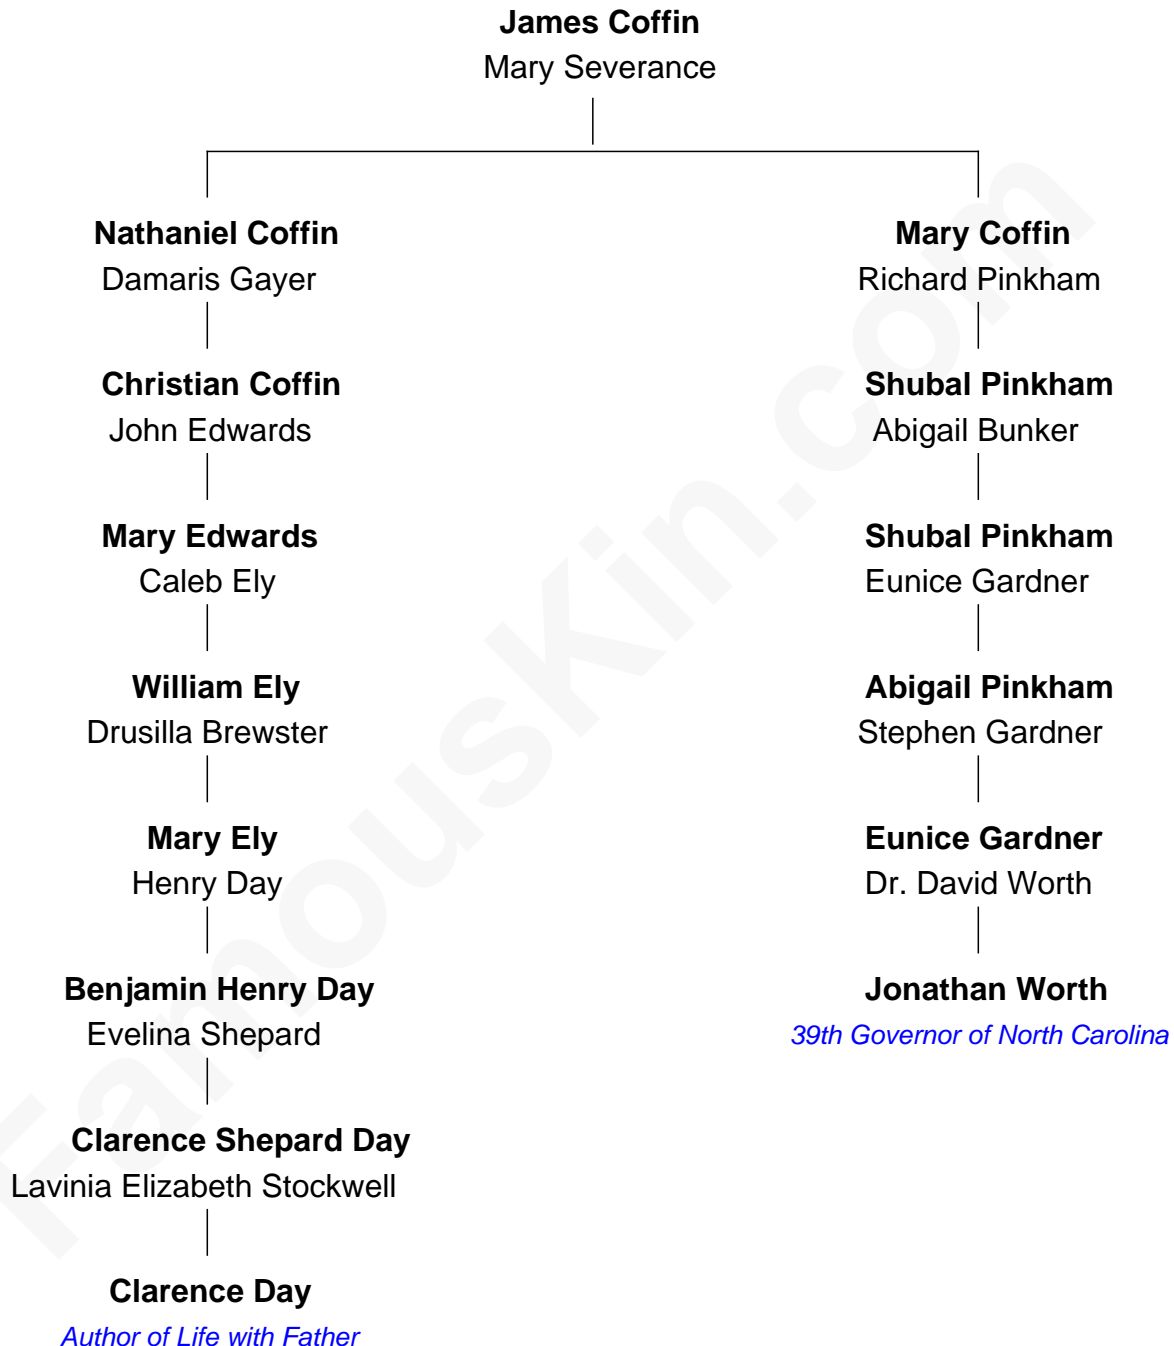 James Coffin
Mary Severance
Nathaniel Coffin
Damaris Gayer
Mary Coffin
Richard Pinkham
Christian Coffin
John Edwards
Shubal Pinkham
Abigail Bunker
Mary Edwards
Caleb Ely
Shubal Pinkham
Eunice Gardner
William Ely
Drusilla Brewster
Abigail Pinkham
Stephen Gardner
Mary Ely
Henry Day
Eunice Gardner
Dr. David Worth
Benjamin Henry Day
Evelina Shepard
Jonathan Worth
39th Governor of North Carolina
Clarence Shepard Day
Lavinia Elizabeth Stockwell
Clarence Day
Author of Life with Father
FamousKin.com